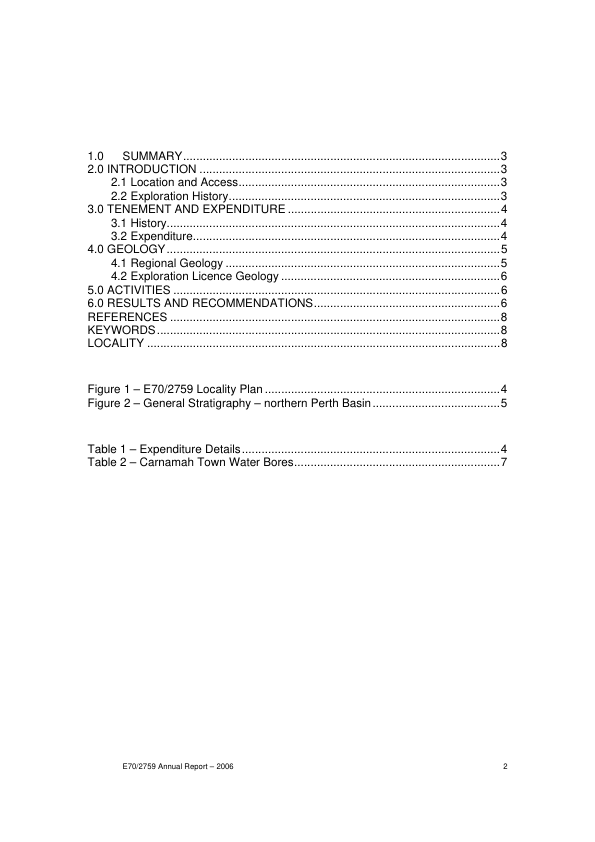 1.0 SUMMARY................................................................................................3
2.0 INTRODUCTION ...........................................................................................3
2.1 Location and Access...............................................................................3
2.2 Exploration History..................................................................................3
3.0 TENEMENT AND EXPENDITURE ................................................................4
3.1 History.....................................................................................................4
3.2 Expenditure.............................................................................................4
4.0 GEOLOGY.....................................................................................................5
4.1 Regional Geology ...................................................................................5
4.2 Exploration Licence Geology ..................................................................6
5.0 ACTIVITIES ...................................................................................................6
6.0 RESULTS AND RECOMMENDATIONS........................................................6
REFERENCES ....................................................................................................8
KEYWORDS........................................................................................................8
LOCALITY ...........................................................................................................8
Figure 1 – E70/2759 Locality Plan .......................................................................4
Figure 2 – General Stratigraphy – northern Perth Basin.......................................5
Table 1 – Expenditure Details..............................................................................4
Table 2 – Carnamah Town Water Bores...............................................................7
E70/2759 Annual Report – 2006 2